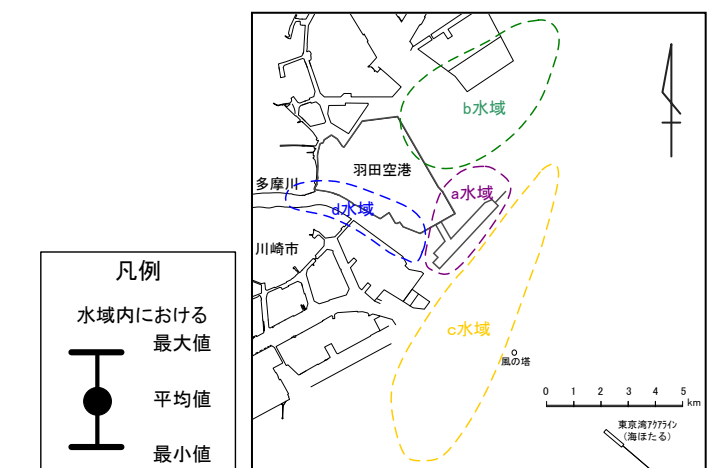 b水域
羽田空港
多摩川
a水域
d水域
川崎市
凡例
水域内における
最大値
平均値
最小値
c水域
風の塔
0 1 2 3 4 5
km
東京湾アクアライン
(海ほたる)